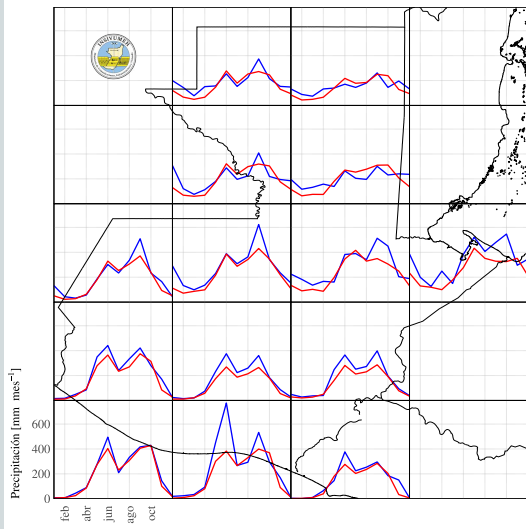 INSIVUMEH
Precipitación [mm mes⁻¹]
600
400
200
0
feb
abr
jun
ago
oct